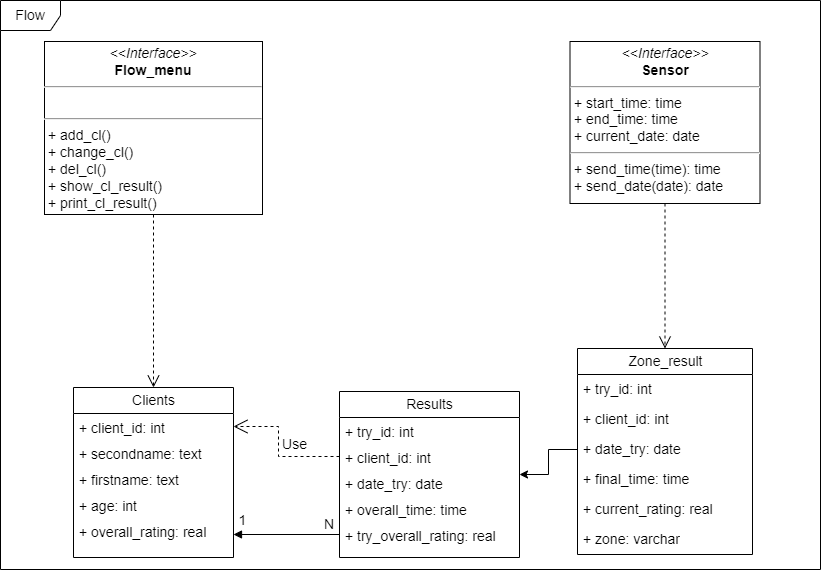 Flow
<<Interface>>
Flow_menu
+ add_cl()
+ change_cl()
+ del_cl()
+ show_cl_result()
+ print_cl_result()
<<Interface>>
Sensor
+ start_time: time
+ end_time: time
+ current_date: date
+ send_time(time): time
+ send_date(date): date
Clients
+ client_id: int
+ secondname: text
+ firstname: text
+ age: int
+ overall_rating: real
Use
1
N
Results
+ try_id: int
+ client_id: int
+ date_try: date
+ overall_time: time
+ try_overall_rating: real
Zone_result
+ try_id: int
+ client_id: int
+ date_try: date
+ final_time: time
+ current_rating: real
+ zone: varchar